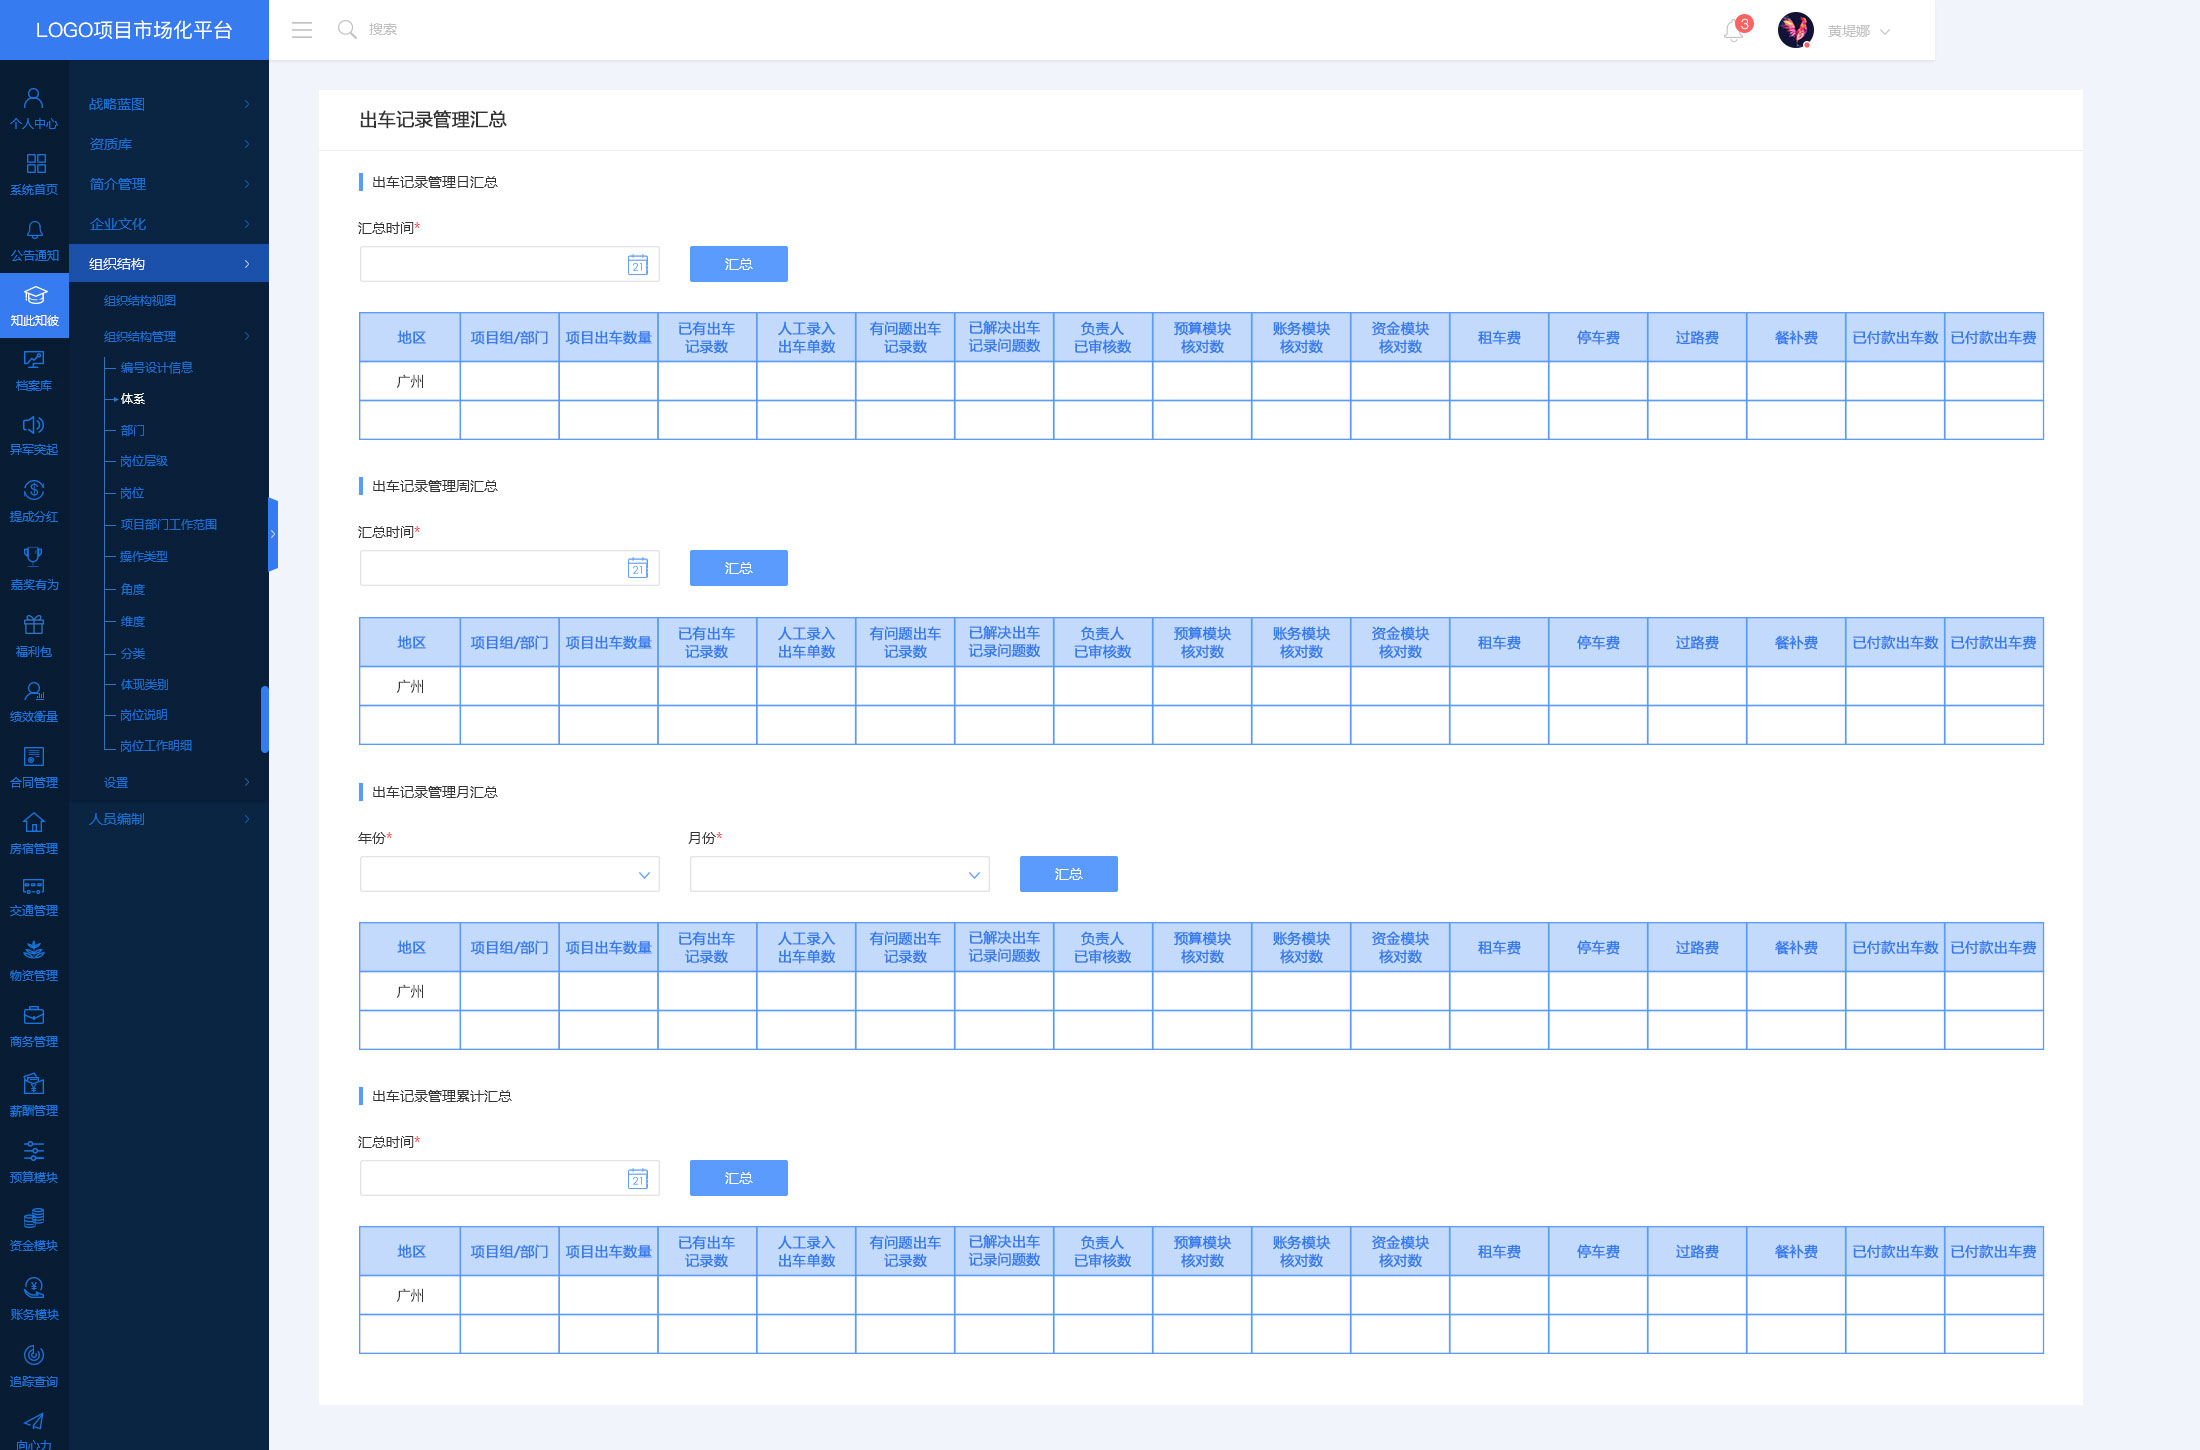 LOGO项目市场化平台
搜索
3
黄堤娜
个人中心
系统首页
公告通知
知此知彼
档案库
异军突起
提成分红
嘉奖有为
福利包
绩效衡量
合同管理
房宿管理
交通管理
物资管理
商务管理
薪酬管理
预算模块
资金模块
账务模块
追踪查询
向心力
战略蓝图
资质库
简介管理
企业文化
组织结构
组织结构视图
组织结构管理
编号设计信息
体系
部门
岗位层级
岗位
项目部门工作范围
操作类型
角度
维度
分类
体现类别
岗位说明
岗位工作明细
设置
人员编制
出车记录管理汇总
出车记录管理日汇总
汇总时间*
21
汇总
地区 项目组/部门 项目出车数量 已有出车 人工录入 有问题出车 已解决出车 负责人 预算模块 账务模块 资金模块 租车费 停车费 过路费 餐补费 已付款出车数 已付款出车费
记录数 出车单数 记录数 记录问题数 已审核数 核对数 核对数 核对数
广州
出车记录管理周汇总
汇总时间*
21
汇总
地区 项目组/部门 项目出车数量 已有出车 人工录入 有问题出车 已解决出车 负责人 预算模块 账务模块 资金模块 租车费 停车费 过路费 餐补费 已付款出车数 已付款出车费
记录数 出车单数 记录数 记录问题数 已审核数 核对数 核对数 核对数
广州
出车记录管理月汇总
年份* 月份*
汇总
地区 项目组/部门 项目出车数量 已有出车 人工录入 有问题出车 已解决出车 负责人 预算模块 账务模块 资金模块 租车费 停车费 过路费 餐补费 已付款出车数 已付款出车费
记录数 出车单数 记录数 记录问题数 已审核数 核对数 核对数 核对数
广州
出车记录管理累计汇总
汇总时间*
21
汇总
地区 项目组/部门 项目出车数量 已有出车 人工录入 有问题出车 已解决出车 负责人 预算模块 账务模块 资金模块 租车费 停车费 过路费 餐补费 已付款出车数 已付款出车费
记录数 出车单数 记录数 记录问题数 已审核数 核对数 核对数 核对数
广州